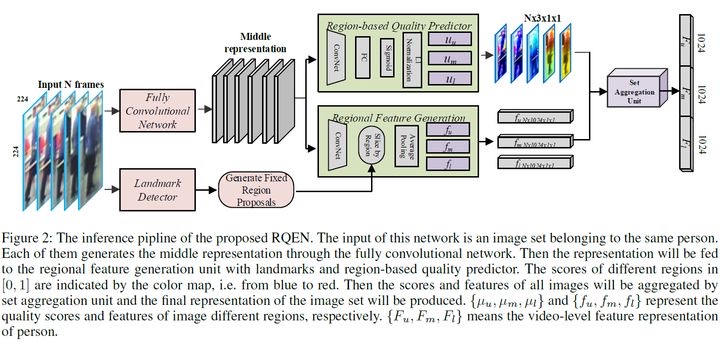 Region-based Quality Predictor
ConvNet
FC
Sigmoid
Normalization
u_u
u_m
u_l
Nx3x1x1
Middle
representation
Input N frames
224
224
Fully
Convolutional
Network
Landmark
Detector
Generate Fixed
Region
Proposals
Regional Feature Generation
ConvNet
Slice by
Region
Average
Pooling
f_u
f_m
f_l
f_u Nx1024x1x1
f_m Nx1024x1x1
f_l Nx1024x1x1
Set
Aggregation
Unit
F_u
F_m
F_l
1024
1024
1024
Figure 2: The inference pipline of the proposed RQEN. The input of this network is an image set belonging to the same person.
Each of them generates the middle representation through the fully convolutional network. Then the representation will be fed
to the regional feature generation unit with landmarks and region-based quality predictor. The scores of different regions in
[0, 1] are indicated by the color map, i.e. from blue to red. Then the scores and features of all images will be aggregated by
set aggregation unit and the final representation of the image set will be produced. {μ_u, μ_m, μ_l} and {f_u, f_m, f_l} represent the
quality scores and features of image different regions, respectively. {F_u, F_m, F_l} means the video-level feature representation
of person.